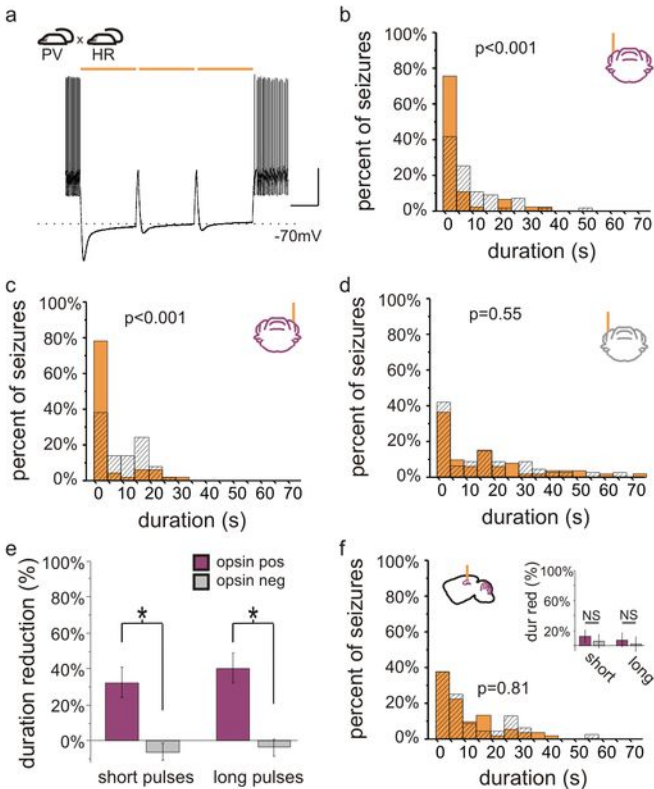 a
PV x HR
-70mV
b
p<0.001
percent of seizures
100%
80%
60%
40%
20%
0%
0 10 20 30 40 50 60 70
duration (s)
c
p<0.001
percent of seizures
100%
80%
60%
40%
20%
0%
0 10 20 30 40 50 60 70
duration (s)
d
p=0.55
percent of seizures
100%
80%
60%
40%
20%
0%
0 10 20 30 40 50 60 70
duration (s)
e
duration reduction (%)
100%
80%
60%
40%
20%
0%
opsin pos
opsin neg
*
*
short pulses
long pulses
f
percent of seizures
100%
80%
60%
40%
20%
0%
p=0.81
0 10 20 30 40 50 60 70
duration (s)
dur red (%)
100%
60%
20%
NS
NS
short
long